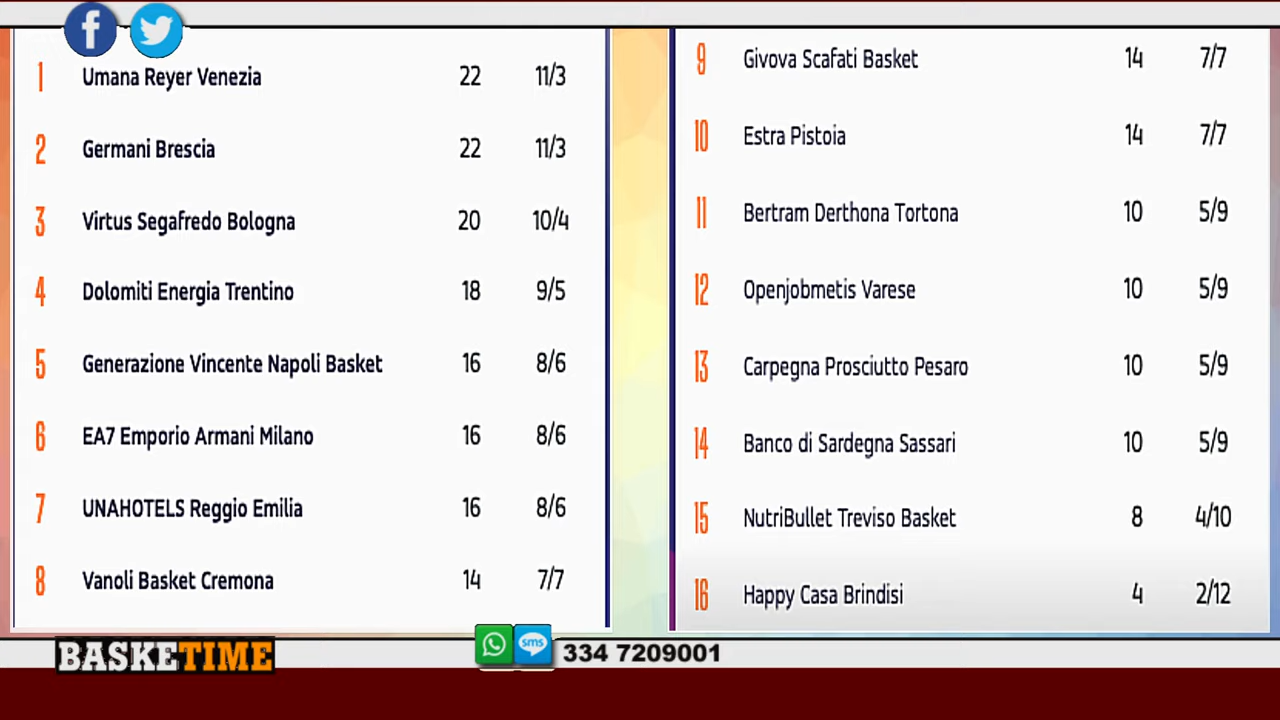 1 Umana Reyer Venezia 22 11/3
2 Germani Brescia 22 11/3
3 Virtus Segafredo Bologna 20 10/4
4 Dolomiti Energia Trentino 18 9/5
5 Generazione Vincente Napoli Basket 16 8/6
6 EA7 Emporio Armani Milano 16 8/6
7 UNAHOTELS Reggio Emilia 16 8/6
8 Vanoli Basket Cremona 14 7/7
9 Givova Scafati Basket 14 7/7
10 Estra Pistoia 14 7/7
11 Bertram Derthona Tortona 10 5/9
12 Openjobmetis Varese 10 5/9
13 Carpegna Prosciutto Pesaro 10 5/9
14 Banco di Sardegna Sassari 10 5/9
15 NutriBullet Treviso Basket 8 4/10
16 Happy Casa Brindisi 4 2/12
BASKETIME
sms 334 7209001